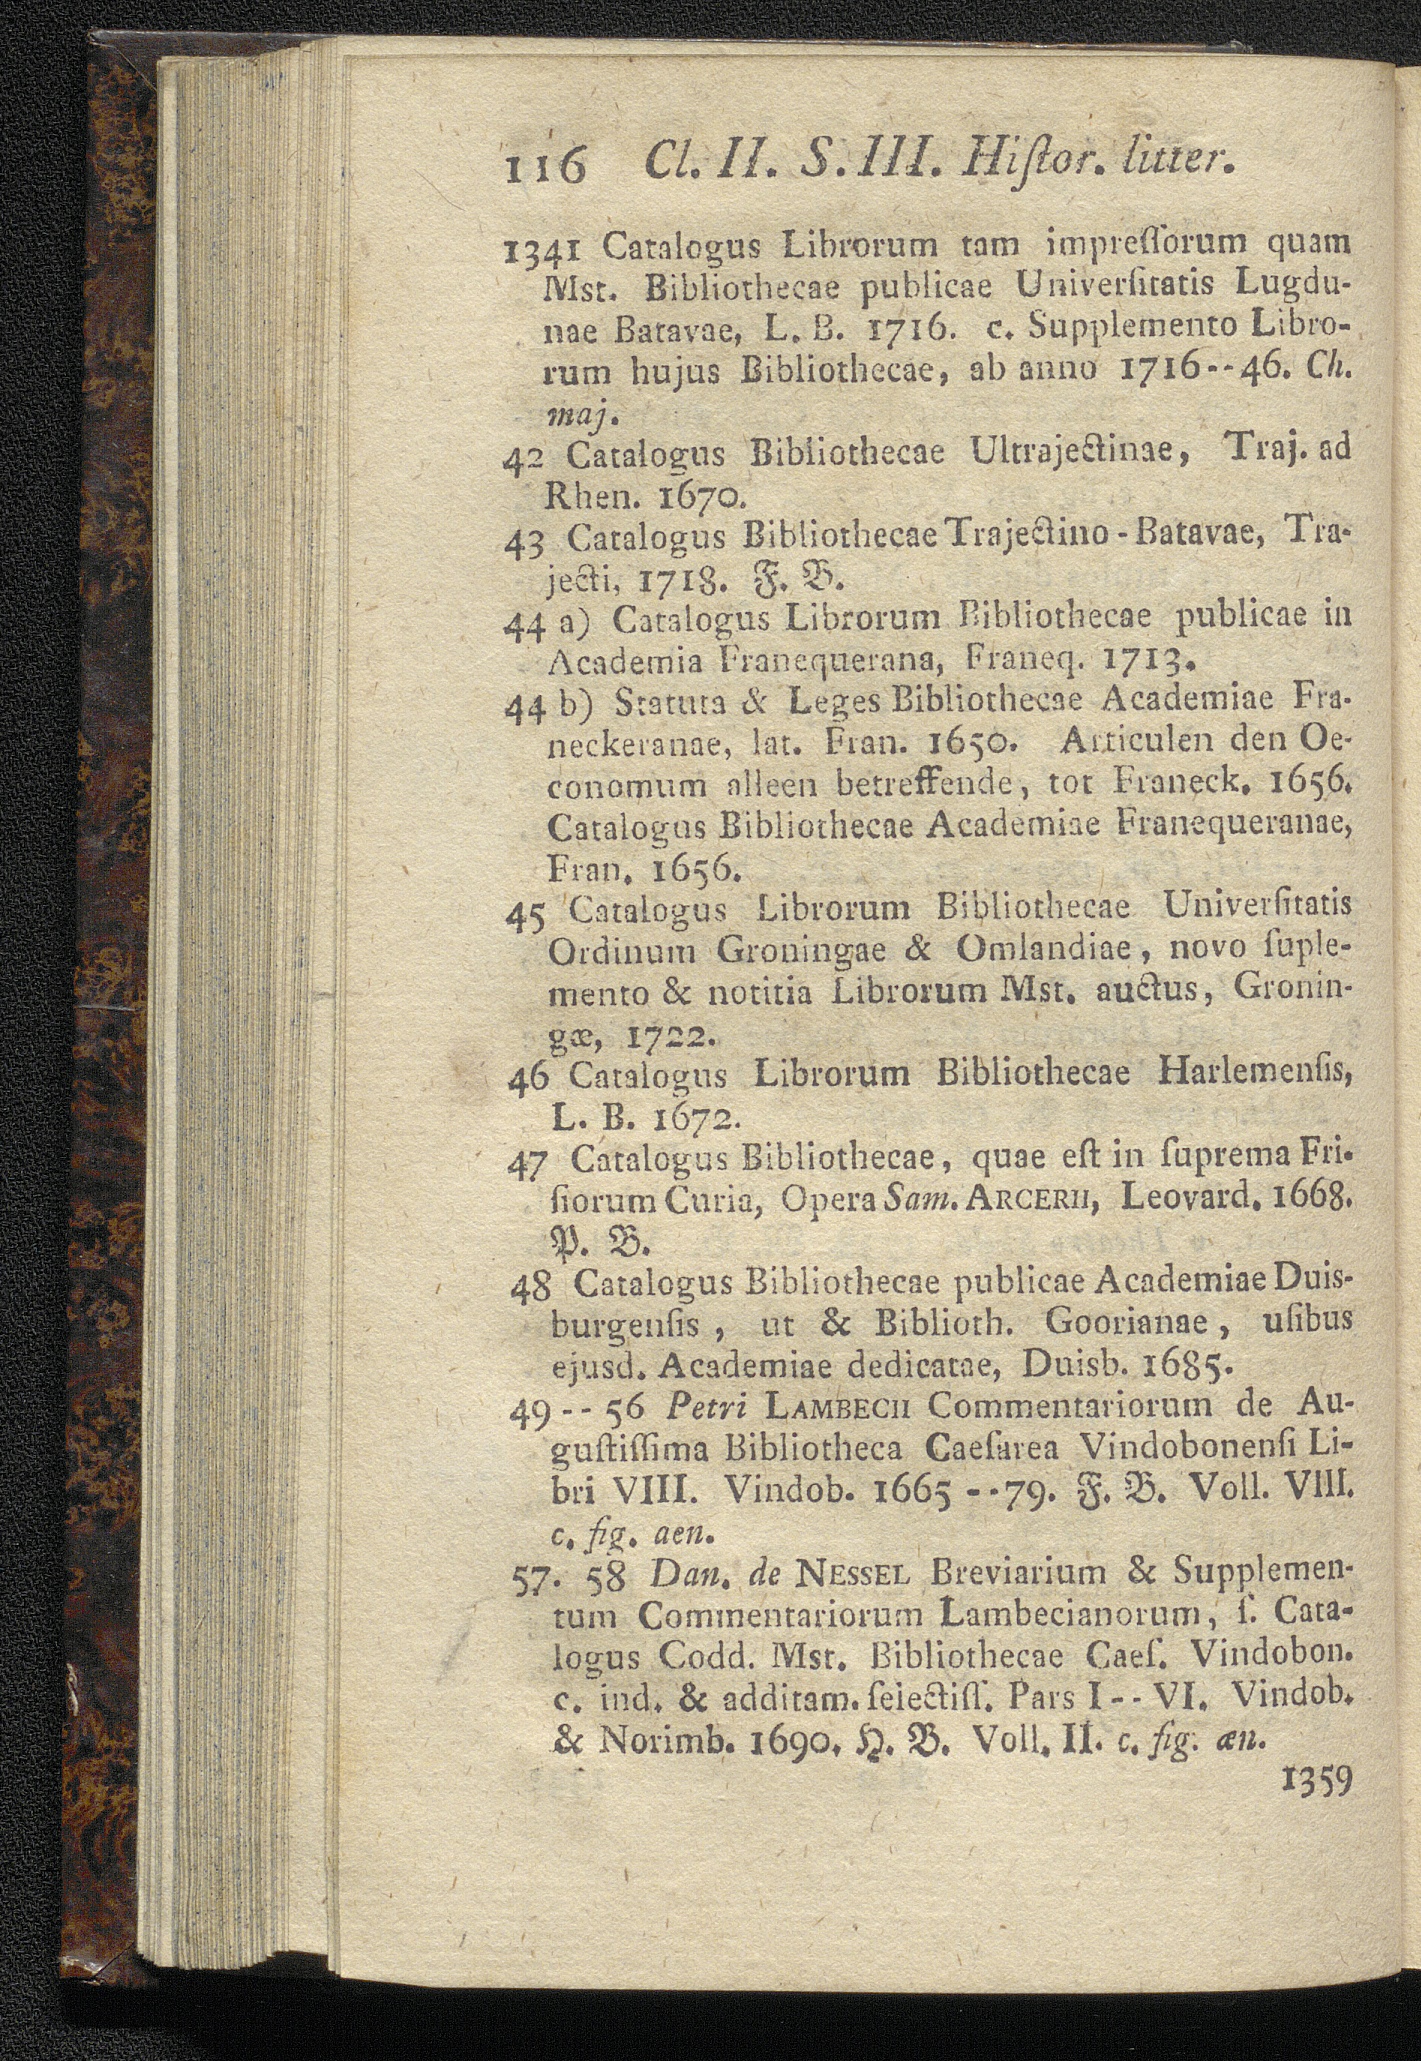 116 Cl. II. S. III. Hiſtor. litter.
1341 Catalogus Librorum tam impreſſorum quam
Mst. Bibliothecae publicae Univerſitatis Lugdu-
nae Batavae, L. B. 1716. c. Supplemento Libro-
rum hujus Bibliothecae, ab anno 1716--46. Ch.
maj.
42 Catalogus Bibliothecae Ultrajectinae, Traj. ad
Rhen. 1670.
43 Catalogus Bibliothecae Trajectino-Batavae, Tra-
jecti, 1718. F. B.
44 a) Catalogus Librorum Bibliothecae publicae in
Academia Franequerana, Franeq. 1713.
44 b) Statuta & Leges Bibliothecae Academiae Fra-
neckeranae, lat. Fran. 1650. Articulen den Oe-
conomum alleen betreffende, tot Franeck. 1656.
Catalogus Bibliothecae Academiae Franequeranae,
Fran. 1656.
45 Catalogus Librorum Bibliothecae Univerſitatis
Ordinum Groningae & Omlandiae, novo ſuple-
mento & notitia Librorum Mst. auctus, Gronin-
gæ, 1722.
46 Catalogus Librorum Bibliothecae Harlemenſis,
L. B. 1672.
47 Catalogus Bibliothecae, quae eſt in ſuprema Fri-
ſiorum Curia, Opera Sam. ARCERII, Leovard. 1668.
P. B.
48 Catalogus Bibliothecae publicae Academiae Duis-
burgenſis, ut & Biblioth. Goorianae, uſibus
ejusd. Academiae dedicatae, Duisb. 1685.
49--56 Petri LAMBECII Commentariorum de Au-
guſtiſſima Bibliotheca Caeſarea Vindobonenſi Li-
bri VIII. Vindob. 1665--79. F. B. Voll. VIII.
c. fig. aen.
57. 58 Dan. de NESSEL Breviarium & Supplemen-
tum Commentariorum Lambecianorum, ſ. Cata-
logus Codd. Mst. Bibliothecae Caeſ. Vindobon.
c. ind. & additam. ſelectiſſ. Pars I--VI. Vindob.
& Norimb. 1690. H. B. Voll. II. c. fig. æn.
1359